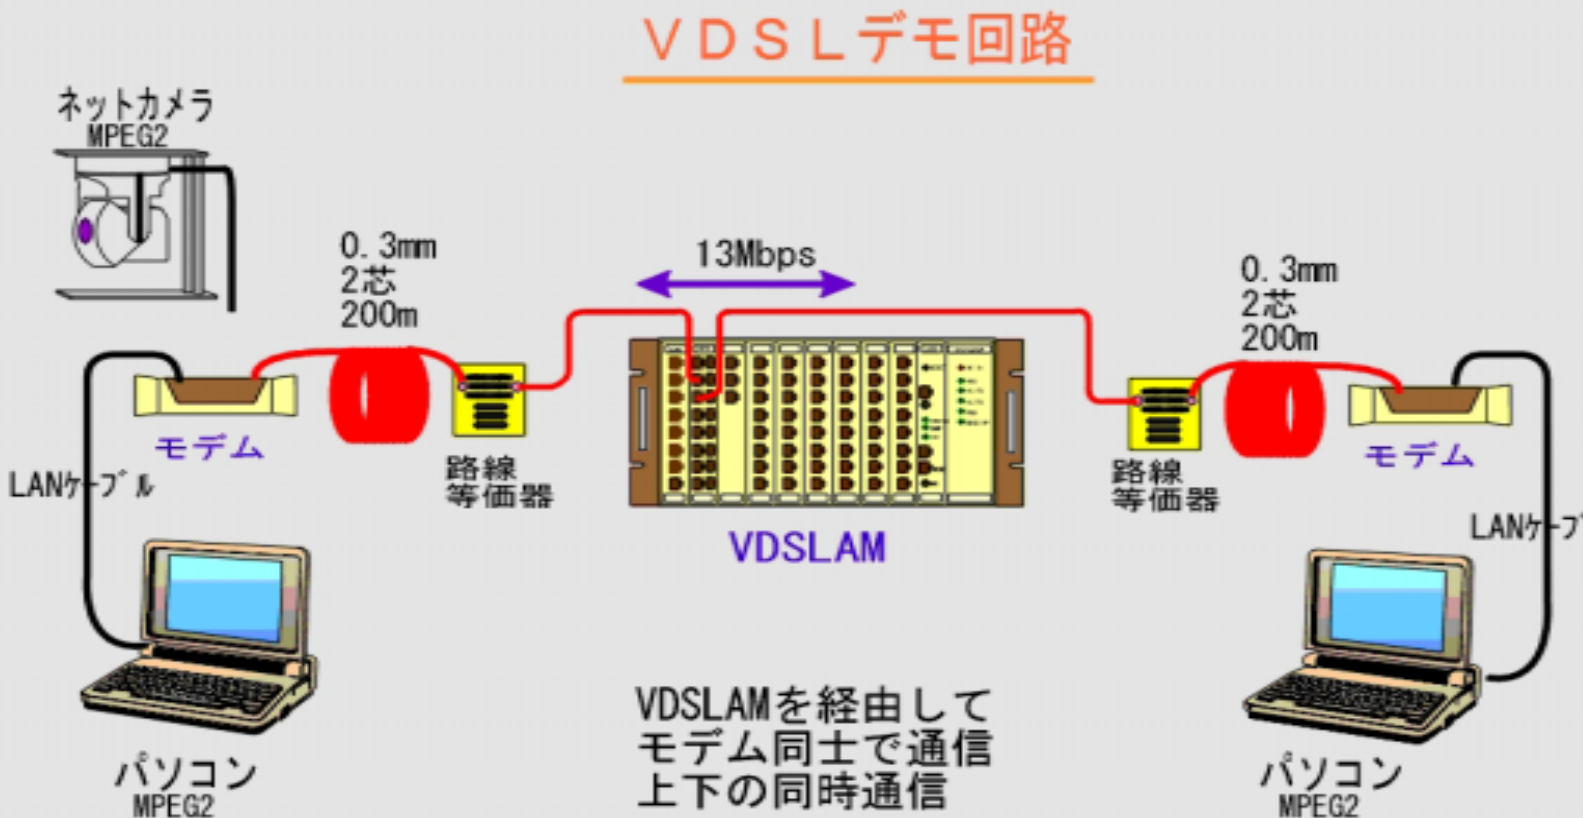 ＶＤＳＬデモ回路
ネットカメラ
MPEG2
0.3mm
2芯
200m
13Mbps
0.3mm
2芯
200m
モデム
路線
等価器
VDSLAM
路線
等価器
モデム
LANｹｰﾌﾞﾙ
LANｹｰﾌﾞ
パソコン
MPEG2
VDSLAMを経由して
モデム同士で通信
上下の同時通信
パソコン
MPEG2